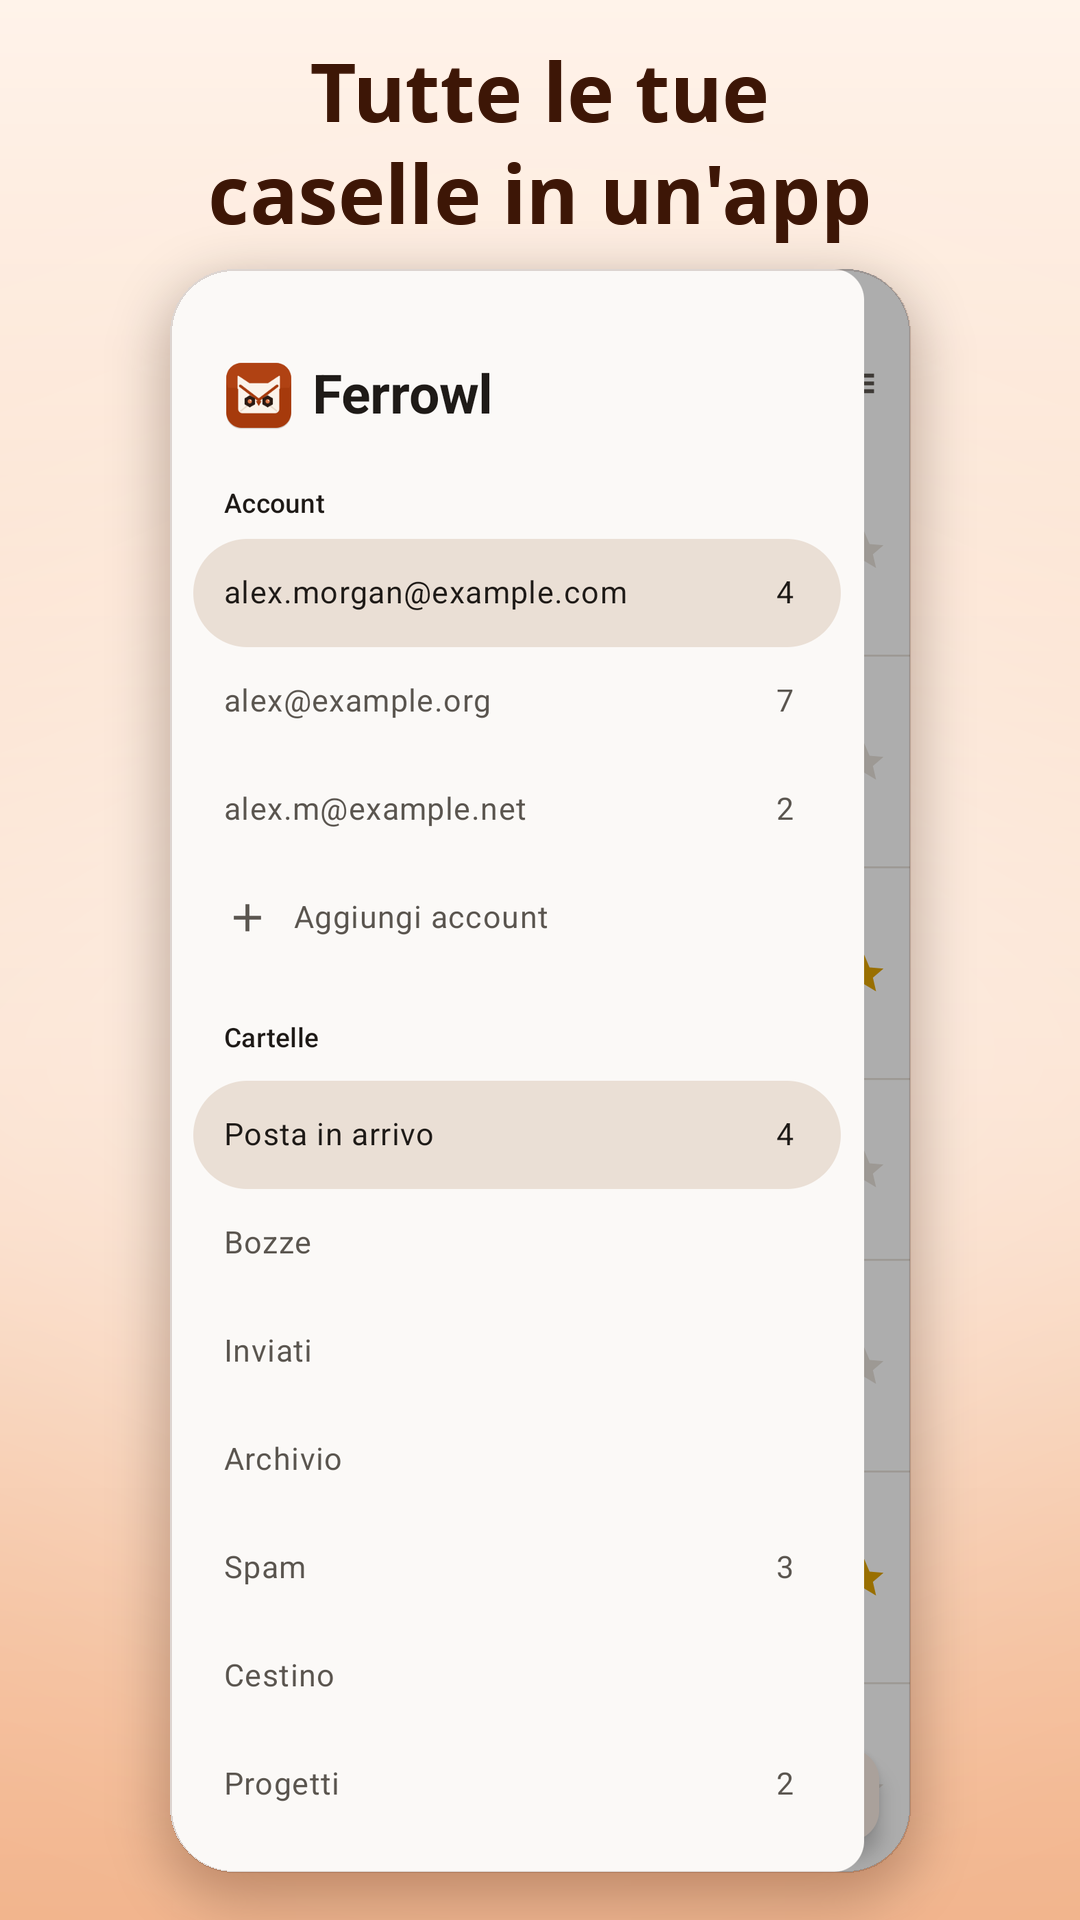 Tutte le tue
caselle in un'app
Ferrowl
Account
alex.morgan@example.com 4
alex@example.org 7
alex.m@example.net 2
+ Aggiungi account
Cartelle
Posta in arrivo 4
Bozze
Inviati
Archivio
Spam 3
Cestino
Progetti 2